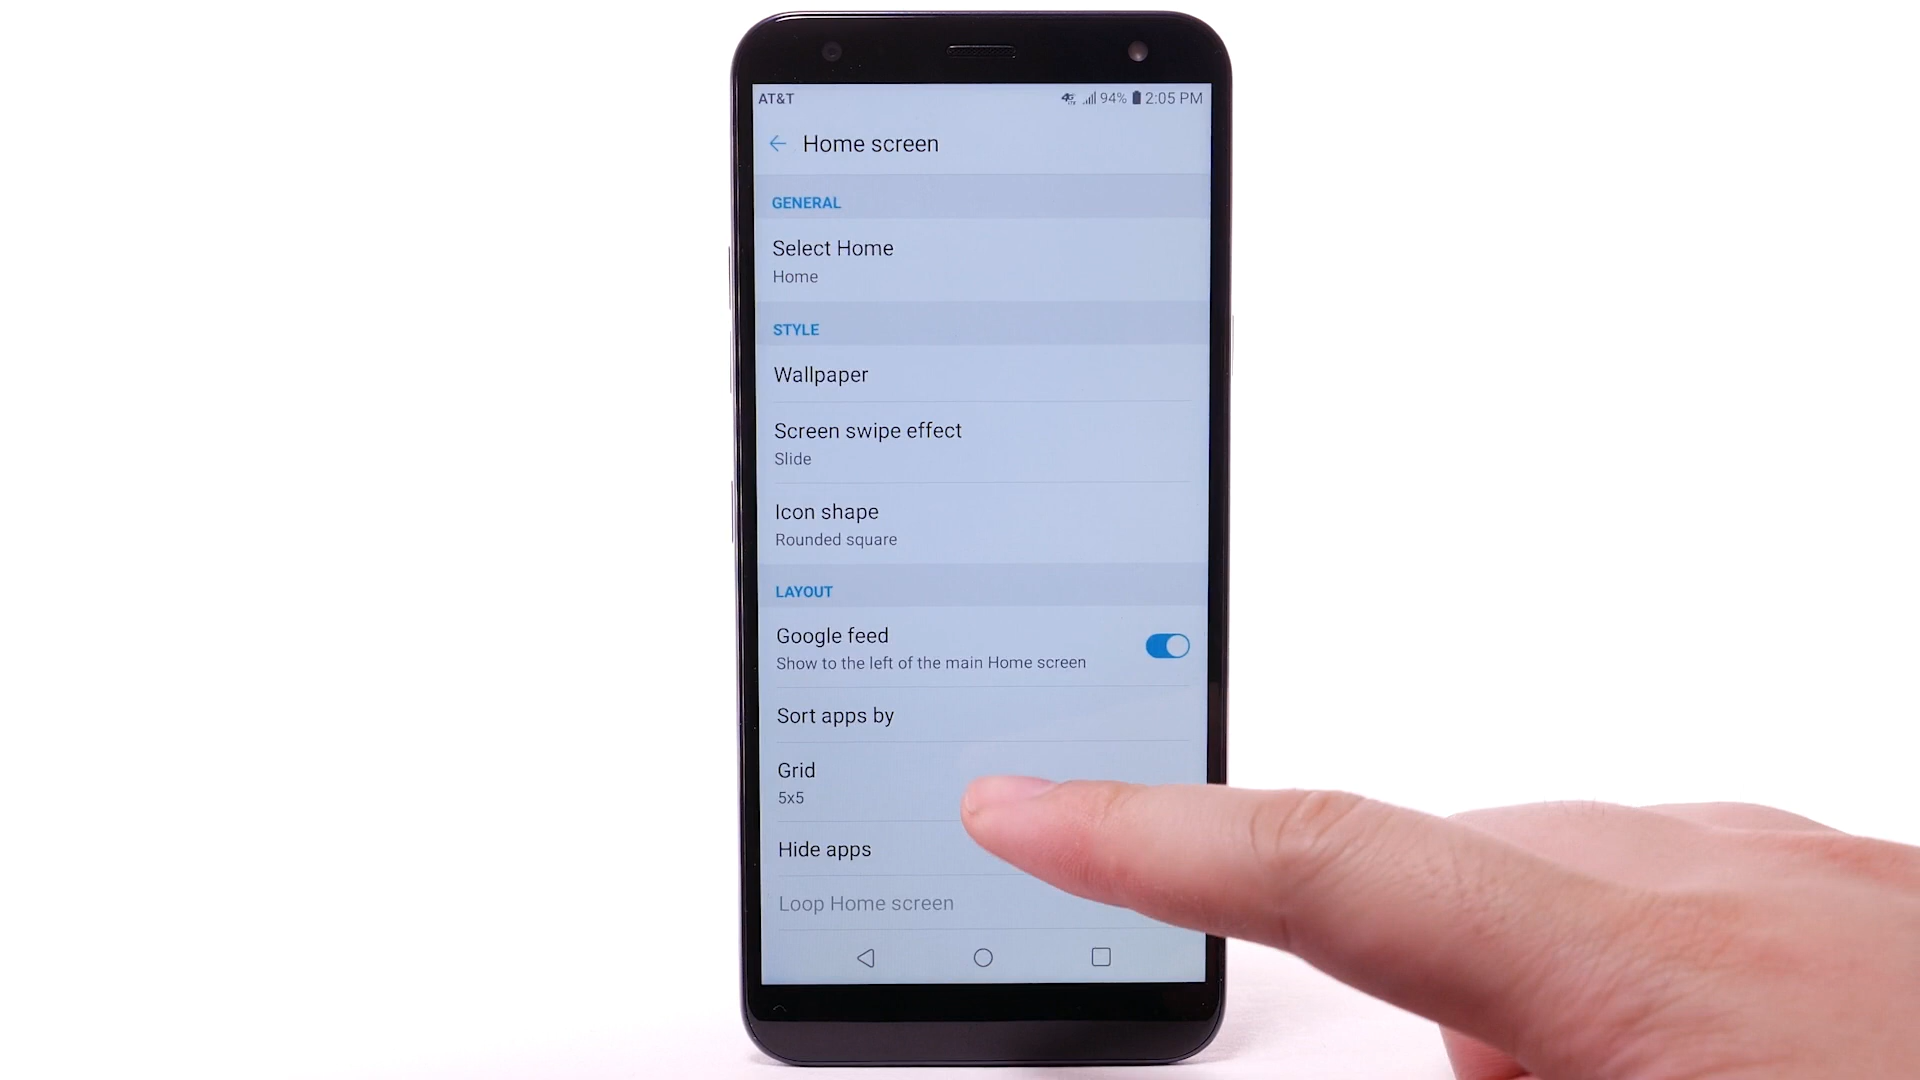 AT&T 4G LTE 94% 2:05 PM
Home screen
GENERAL
Select Home
Home
STYLE
Wallpaper
Screen swipe effect
Slide
Icon shape
Rounded square
LAYOUT
Google feed
Show to the left of the main Home screen
Sort apps by
Grid
5x5
Hide apps
Loop Home screen